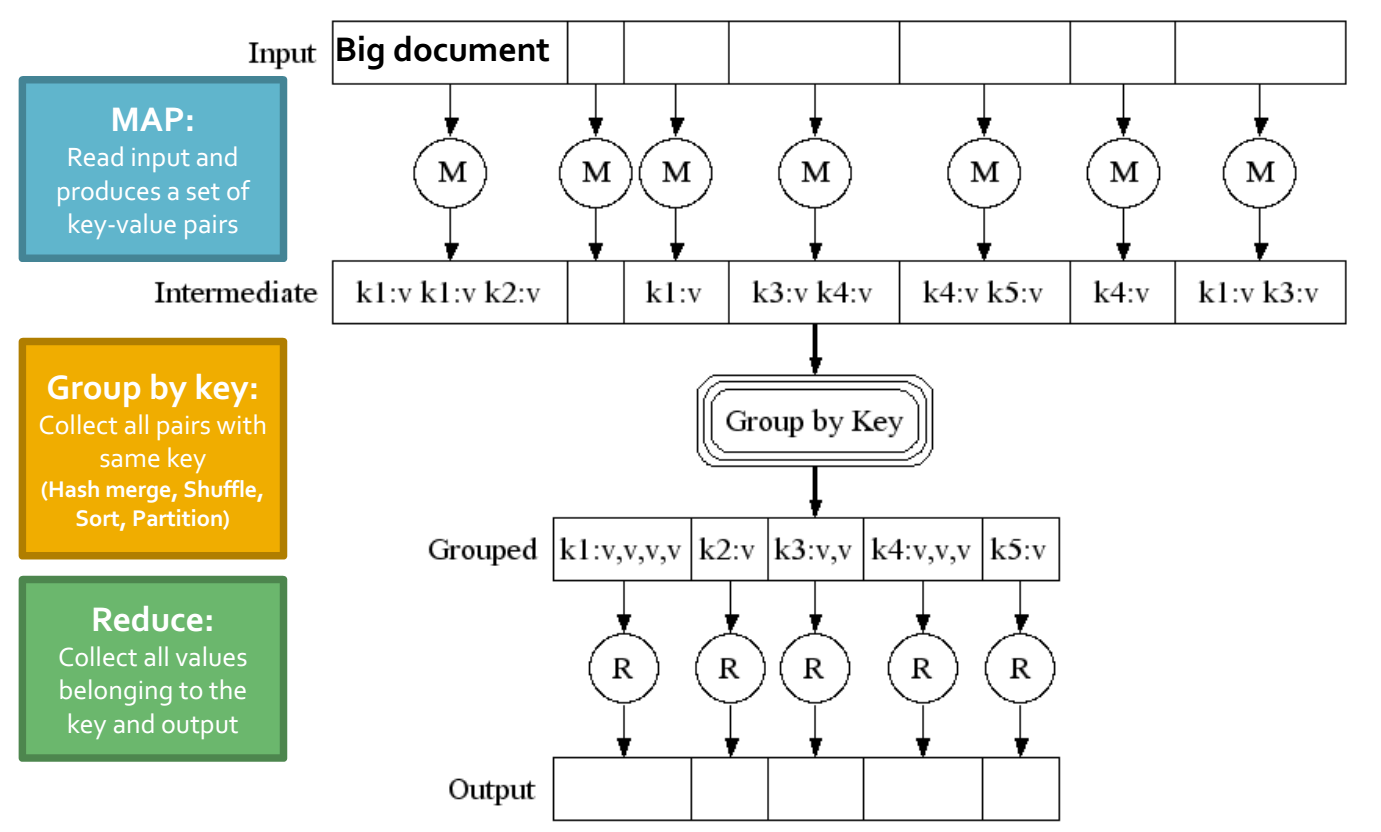 Input Big document
MAP:
Read input and
produces a set of
key-value pairs
M M M M M M M
Intermediate k1:v k1:v k2:v k1:v k3:v k4:v k4:v k5:v k4:v k1:v k3:v
Group by key:
Collect all pairs with
same key
(Hash merge, Shuffle,
Sort, Partition)
Group by Key
Grouped k1:v,v,v,v k2:v k3:v,v k4:v,v,v k5:v
Reduce:
Collect all values
belonging to the
key and output
R R R R R
Output